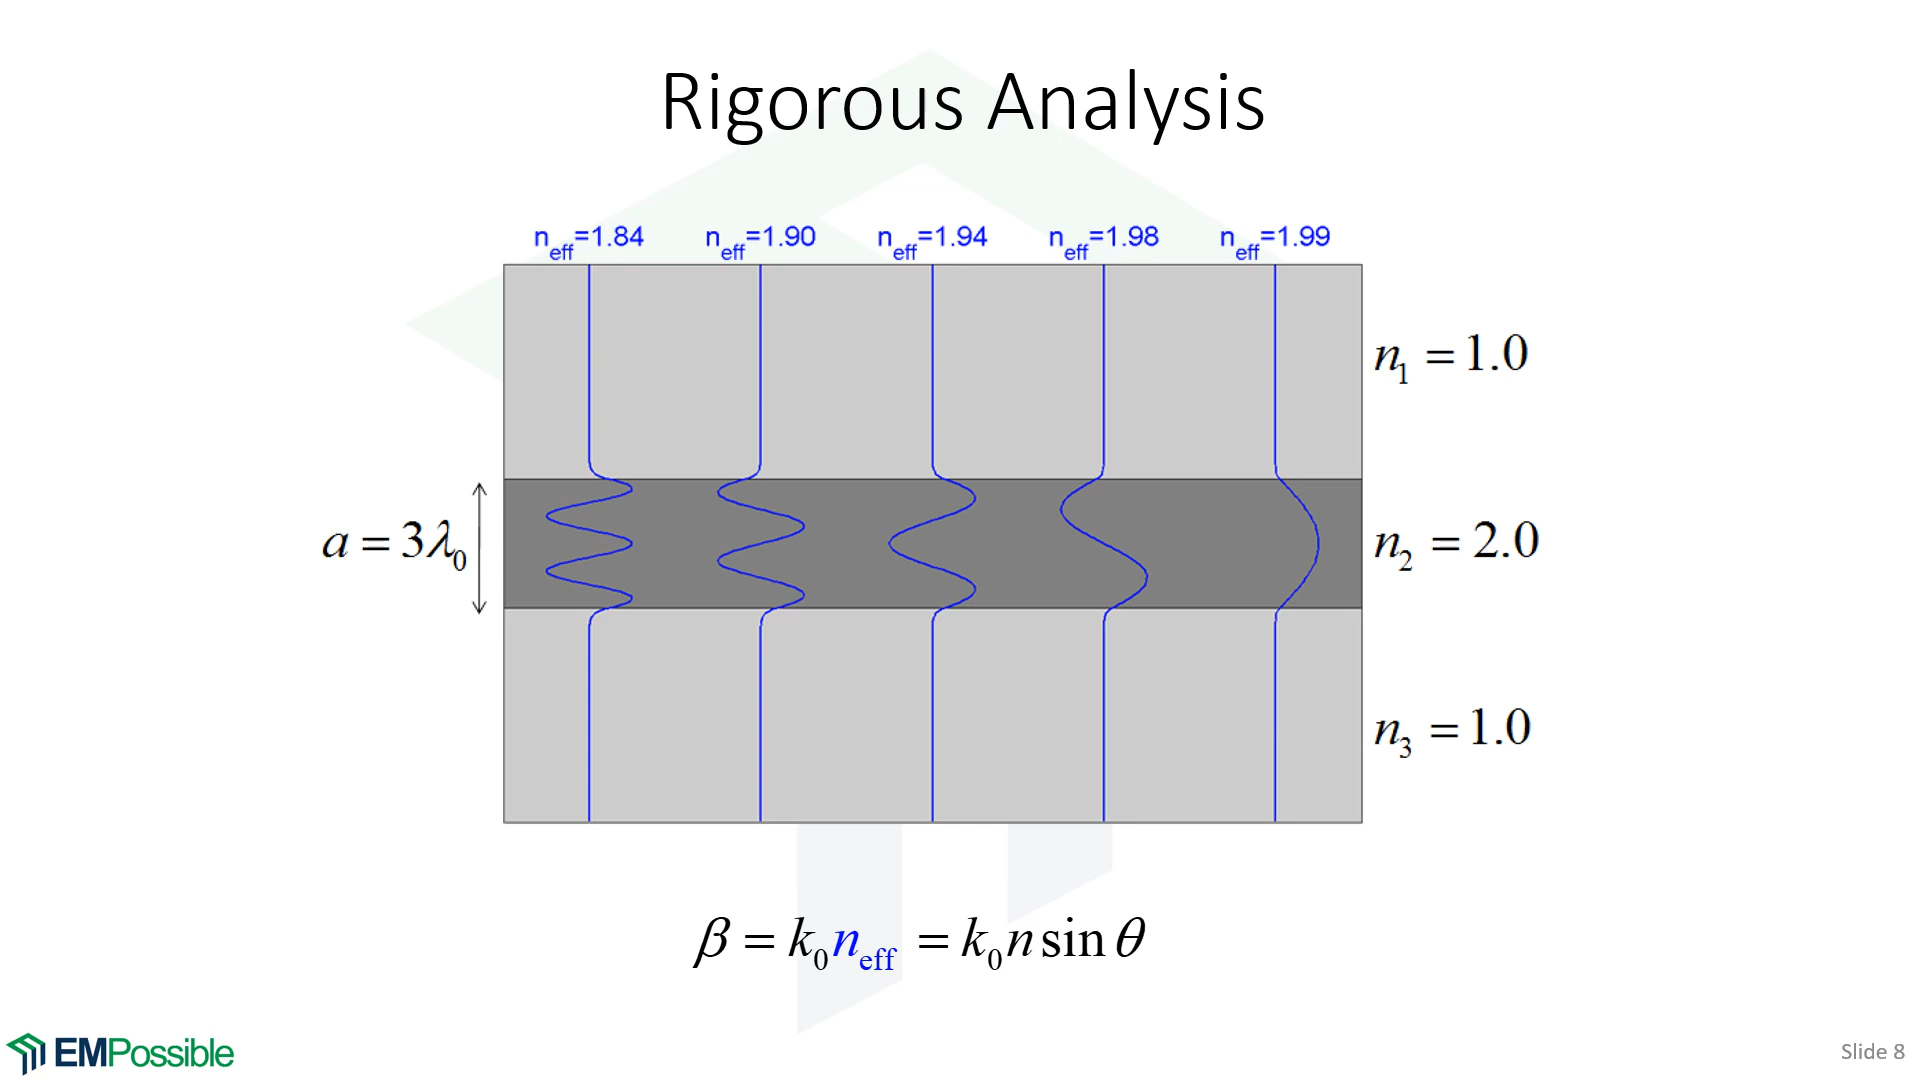 Rigorous Analysis
n_eff=1.84 n_eff=1.90 n_eff=1.94 n_eff=1.98 n_eff=1.99
n₁ = 1.0
a = 3λ₀
n₂ = 2.0
n₃ = 1.0
β = k₀n_eff = k₀n sin θ
EMPossible
Slide 8